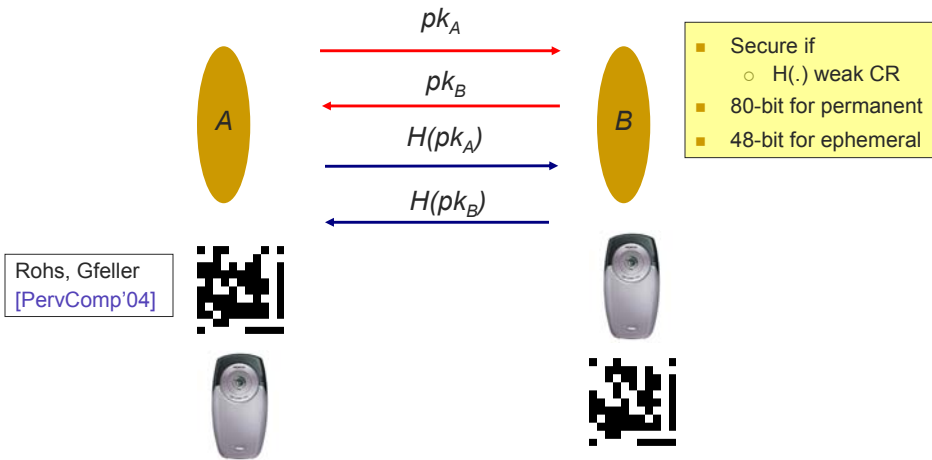 pk_A
pk_B
A
B
H(pk_A)
H(pk_B)
Secure if
H(.) weak CR
80-bit for permanent
48-bit for ephemeral
Rohs, Gfeller
[PervComp'04]